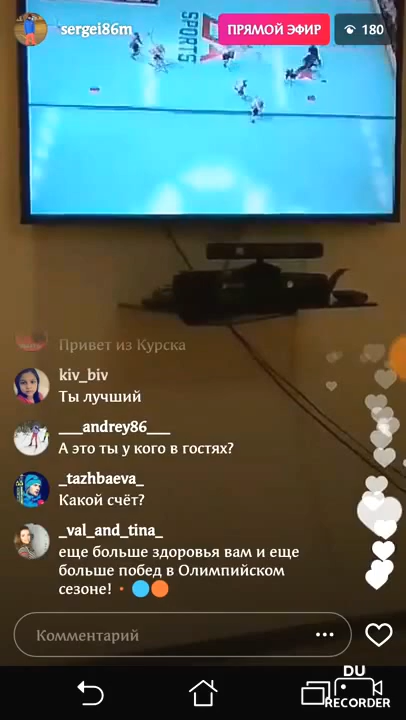 sergei86m
ПРЯМОЙ ЭФИР
180
SPORTS
Привет из Курска
kiv_biv
Ты лучший
___andrey86___
А это ты у кого в гостях?
_tazhbaeva_
Какой счёт?
_val_and_tina_
еще больше здоровья вам и еще
больше побед в Олимпийском
сезоне!
Комментарий
DU
RECORDER